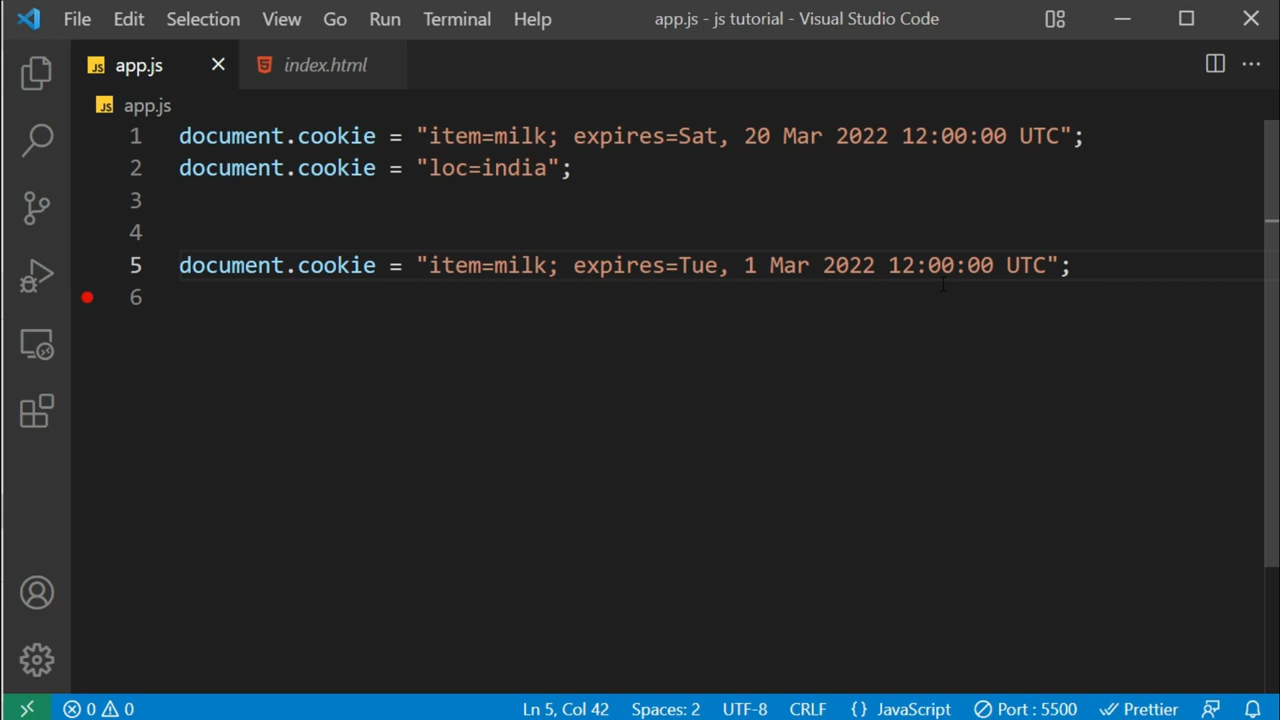 File Edit Selection View Go Run Terminal Help app.js - js tutorial - Visual Studio Code
JS app.js index.html
JS app.js
1 document.cookie = "item=milk; expires=Sat, 20 Mar 2022 12:00:00 UTC";
2 document.cookie = "loc=india";
3
4
5 document.cookie = "item=milk; expires=Tue, 1 Mar 2022 12:00:00 UTC";
6
0 0 Ln 5, Col 42 Spaces: 2 UTF-8 CRLF {} JavaScript Port : 5500 Prettier